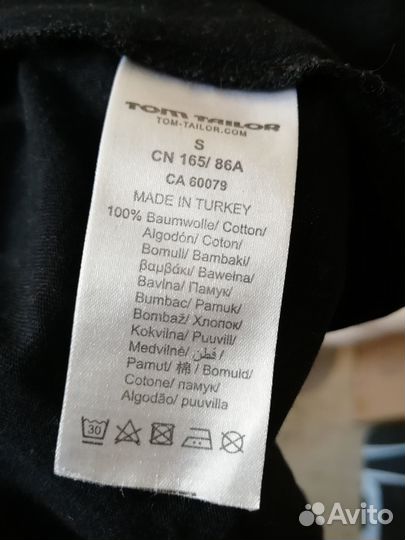 TOM TAILOR
TOM-TAILOR.COM
S
CN 165/ 86A
CA 60079
MADE IN TURKEY
100% Baumwolle/ Cotton/
Algodón/ Coton/
Bomull/ Bambaki/
βαμβάκι/ Bawełna/
Bavlna/ Памук/
Bumbac/ Pamuk/
Bombaž/ Хлопок/
Kokvilna/ Puuvill/
Medvilnė/ قطن/
Pamut/ 棉/ Bomuld/
Cotone/ памук/
Algodão/ puuvilla
30
Avito